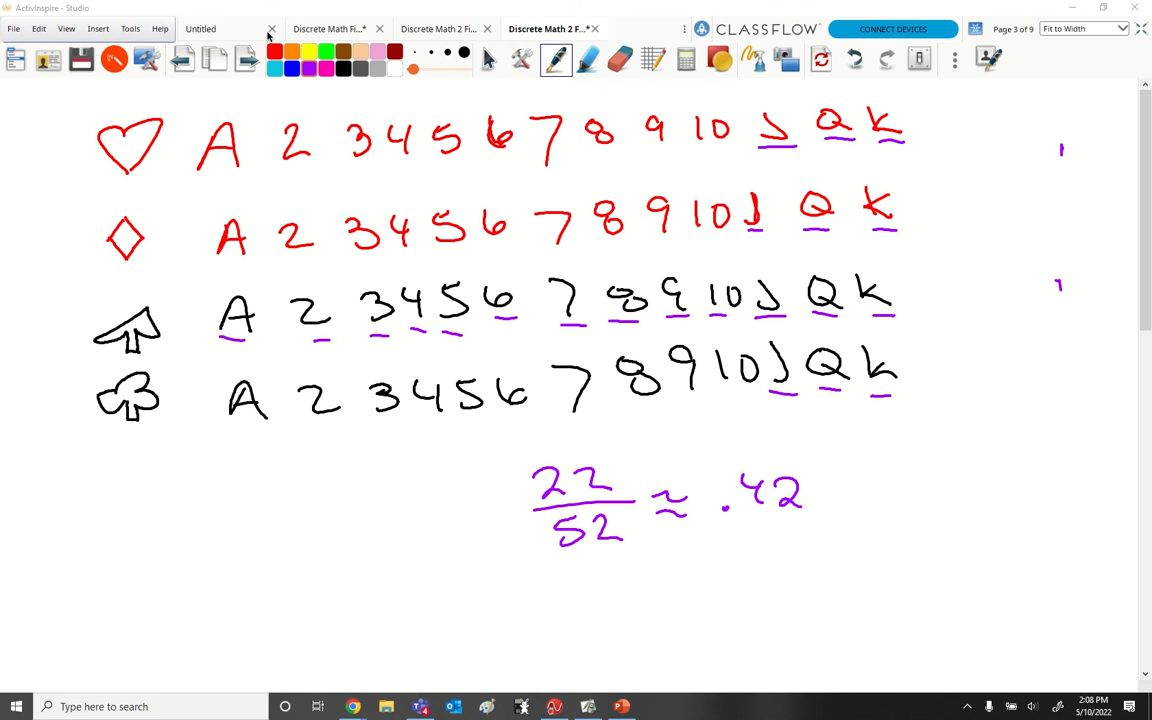 ActivInspire - Studio
File Edit View Insert Tools Help Untitled Discrete Math Fi...* Discrete Math 2 Fi... Discrete Math 2 F...* CLASSFLOW CONNECT DEVICES Page 3 of 9 Fit to Width
A 2 3 4 5 6 7 8 9 10 J Q K
A 2 3 4 5 6 7 8 9 10 J Q K
A 2 3 4 5 6 7 8 9 10 J Q K
A 2 3 4 5 6 7 8 9 10 J Q K
22/52 ≈ .42
Type here to search
2:08 PM
5/10/2022